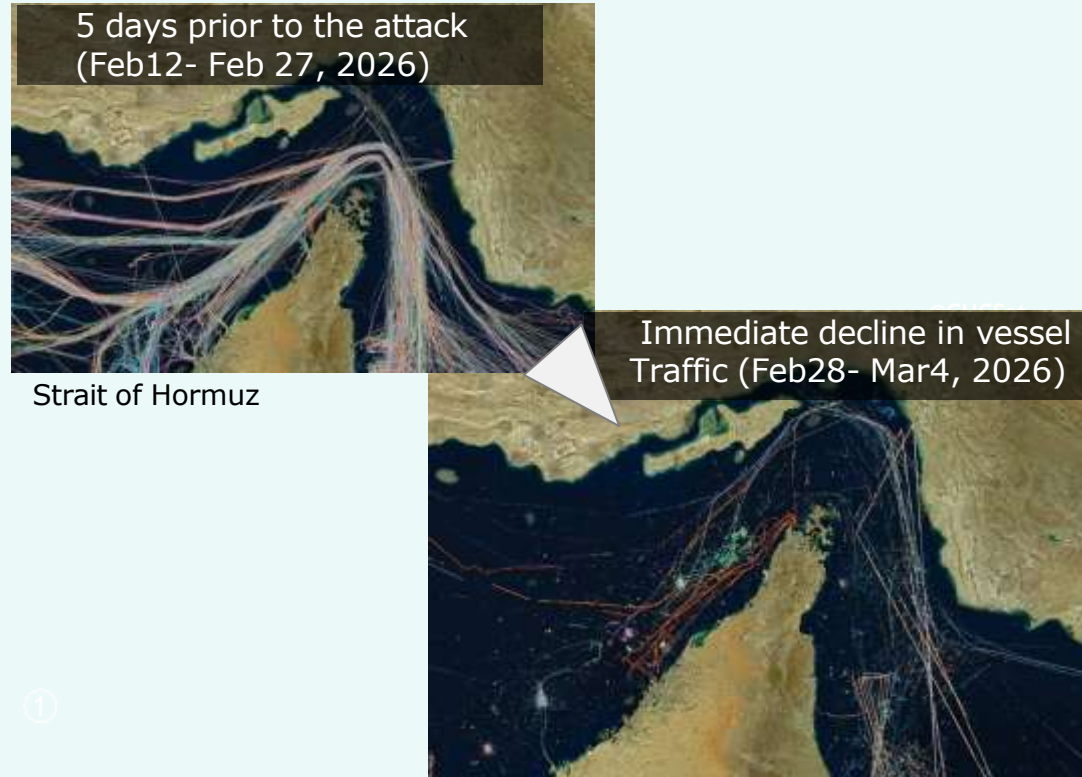 5 days prior to the attack
(Feb12- Feb 27, 2026)
Immediate decline in vessel
Traffic (Feb28- Mar4, 2026)
Strait of Hormuz
①